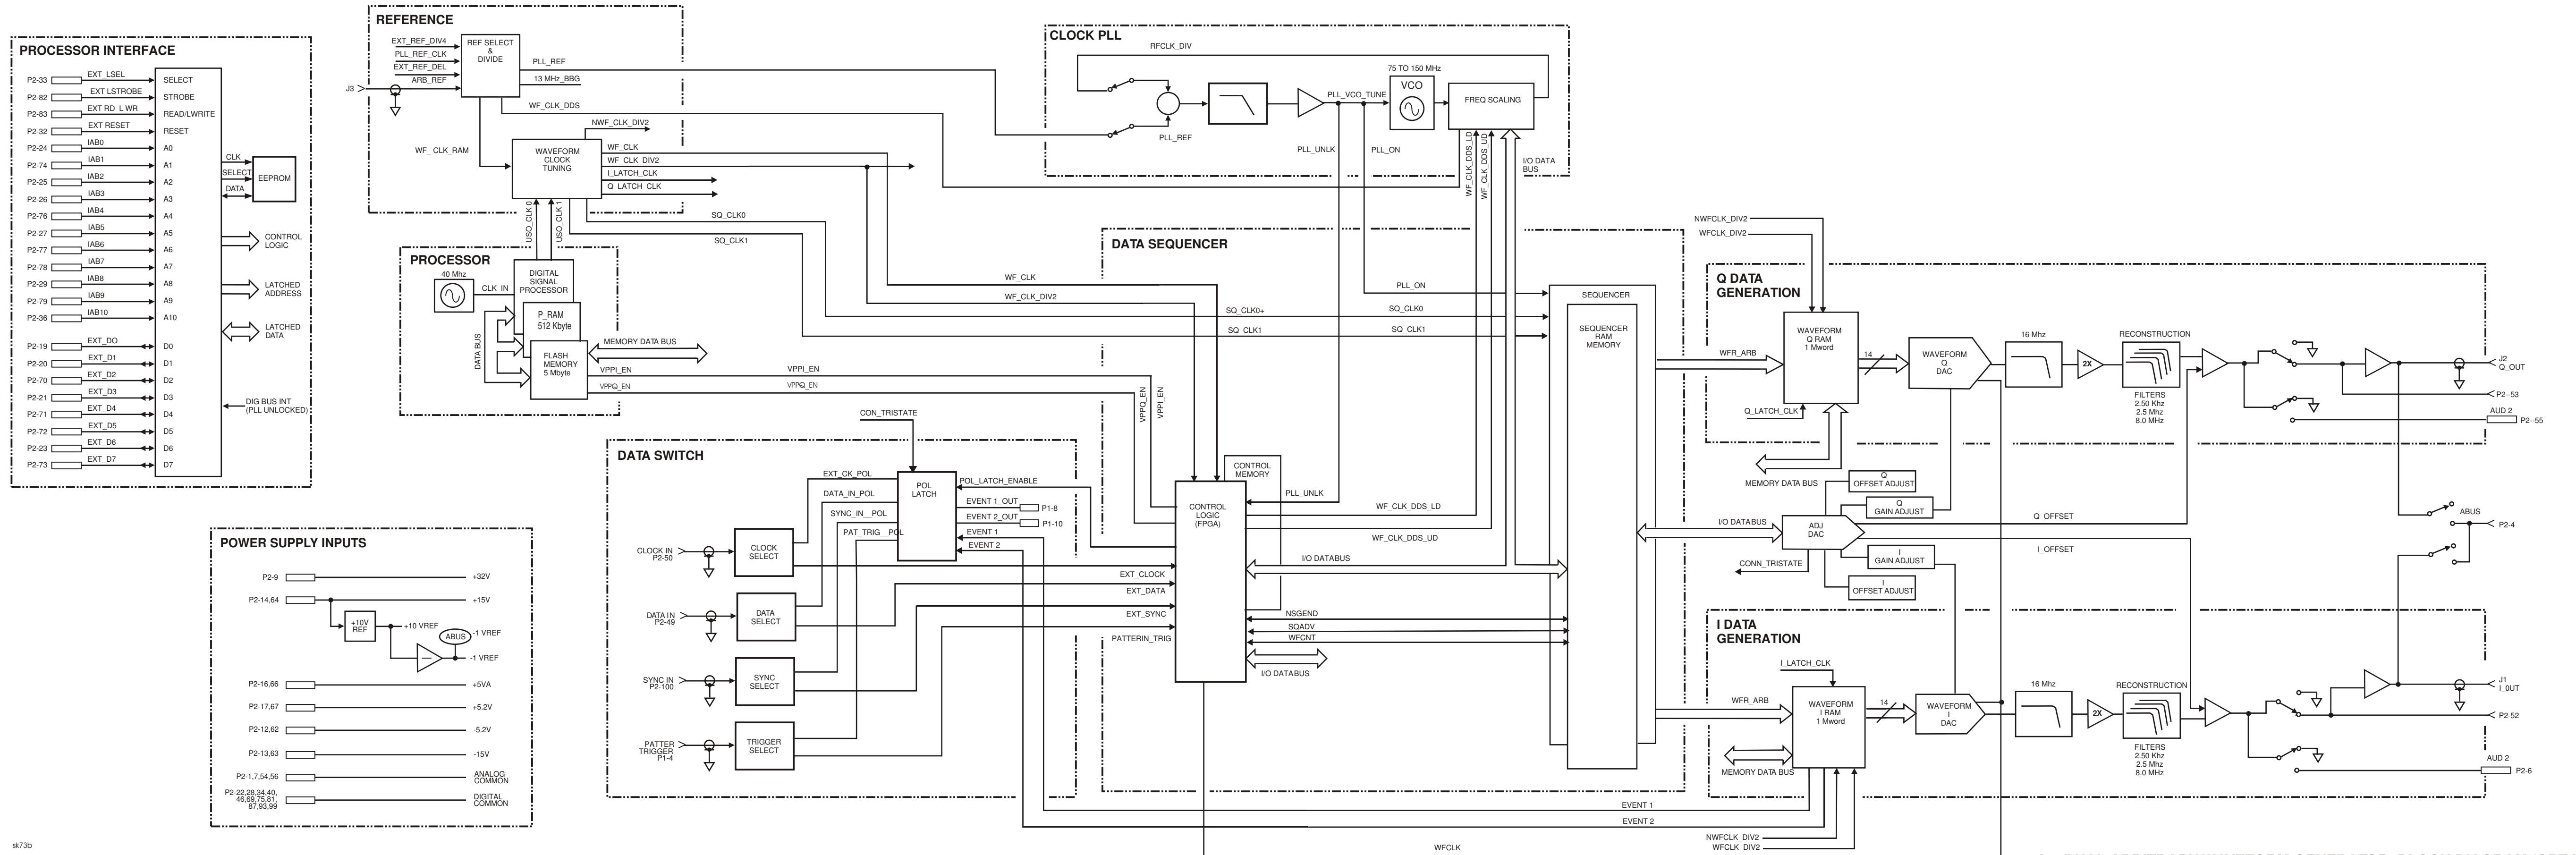 PROCESSOR INTERFACE
P2-33 EXT_LSEL SELECT
P2-82 EXT LSTROBE STROBE
P2-83 EXT RD L WR READ/LWRITE
P2-32 EXT RESET RESET
P2-24 IAB0 A0
P2-74 IAB1 A1
P2-25 IAB2 A2
P2-26 IAB3 A3
P2-76 IAB4 A4
P2-27 IAB5 A5
P2-77 IAB6 A6
P2-78 IAB7 A7
P2-29 IAB8 A8
P2-79 IAB9 A9
P2-36 IAB10 A10
P2-19 EXT_DO D0
P2-20 EXT_D1 D1
P2-70 EXT_D2 D2
P2-21 EXT_D3 D3
P2-71 EXT_D4 D4
P2-72 EXT_D5 D5
P2-23 EXT_D6 D6
P2-73 EXT_D7 D7
CLK
SELECT
DATA
EEPROM
CONTROL
LOGIC
LATCHED
ADDRESS
LATCHED
DATA
DIG BUS INT
(PLL UNLOCKED)
REFERENCE
EXT_REF_DIV4
PLL_REF_CLK
EXT_REF_DEL
ARB_REF
J3
REF SELECT
&
DIVIDE
PLL_REF
13 MHz_BBG
WF_CLK_DDS
NWF_CLK_DIV2
WF_ CLK_RAM
WAVEFORM
CLOCK
TUNING
WF_CLK
WF_CLK_DIV2
I_LATCH_CLK
Q_LATCH_CLK
USO_CLK 0
USO_CLK 1
SQ_CLK0
SQ_CLK1
PROCESSOR
40 Mhz
CLK_IN
DIGITAL
SIGNAL
PROCESSOR
P_RAM
512 Kbyte
DATA BUS
FLASH
MEMORY
5 Mbyte
MEMORY DATA BUS
VPPI_EN
VPPQ_EN
VPPI_EN
VPPQ_EN
VPPQ_EN
VPPI_EN
CLOCK PLL
RFCLK_DIV
PLL_REF
PLL_VCO_TUNE
75 TO 150 MHz
VCO
FREQ SCALING
PLL_UNLK
PLL_ON
WF_CLK_DDS_LD
WF_CLK_DDS_UD
I/O DATA
BUS
DATA SEQUENCER
WF_CLK
WF_CLK_DIV2
SQ_CLK0+
SQ_CLK1
PLL_ON
SQ_CLK0
SQ_CLK1
SEQUENCER
SEQUENCER
RAM
MEMORY
CONTROL
MEMORY
CONTROL
LOGIC
(FPGA)
PLL_UNLK
WF_CLK_DDS_LD
WF_CLK_DDS_UD
I/O DATABUS
NSGEND
SQADV
WFCNT
I/O DATABUS
DATA SWITCH
CON_TRISTATE
EXT_CK_POL
DATA_IN_POL
SYNC_IN__POL
PAT_TRIG__POL
POL
LATCH
POL_LATCH_ENABLE
EVENT 1_OUT
P1-8
EVENT 2_OUT
P1-10
EVENT 1
EVENT 2
CLOCK IN
P2-50
CLOCK
SELECT
DATA IN
P2-49
DATA
SELECT
SYNC IN
P2-100
SYNC
SELECT
PATTER
TRIGGER
P1-4
TRIGGER
SELECT
EXT_CLOCK
EXT_DATA
EXT_SYNC
PATTERIN_TRIG
POWER SUPPLY INPUTS
P2-9 +32V
P2-14,64 +15V
+10V
REF
+10 VREF
ABUS
-1 VREF
-1 VREF
P2-16,66 +5VA
P2-17,67 +5.2V
P2-12,62 -5.2V
P2-13,63 -15V
P2-1,7,54,56 ANALOG
COMMON
P2-22,28,34,40,
46,69,75,81,
87,93,99
DIGITAL
COMMON
NWFCLK_DIV2
WFCLK_DIV2
Q DATA
GENERATION
WFR_ARB
WAVEFORM
Q RAM
1 Mword
14
WAVEFORM
Q
DAC
16 Mhz
2X
RECONSTRUCTION
FILTERS
2.50 Khz
2.5 Mhz
8.0 MHz
J2
Q_OUT
P2--53
AUD 2
P2--55
Q_LATCH_CLK
MEMORY DATA BUS
Q
OFFSET ADJUST
Q
GAIN ADJUST
I/O DATABUS
ADJ
DAC
Q_OFFSET
I_OFFSET
I
GAIN ADJUST
I
OFFSET ADJUST
CONN_TRISTATE
ABUS
P2-4
I DATA
GENERATION
I_LATCH_CLK
WFR_ARB
WAVEFORM
I RAM
1 Mword
14
WAVEFORM
I
DAC
16 Mhz
2X
RECONSTRUCTION
FILTERS
2.50 Khz
2.5 Mhz
8.0 MHz
J1
I_0UT
P2-52
AUD 2
P2-6
MEMORY DATA BUS
EVENT 1
EVENT 2
NWFCLK_DIV2
WFCLK_DIV2
WFCLK
sk73b